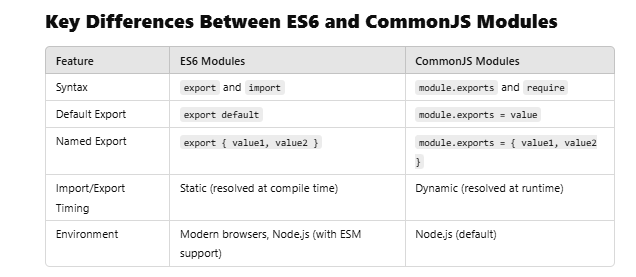 Key Differences Between ES6 and CommonJS Modules
Feature ES6 Modules CommonJS Modules
Syntax export and import module.exports and require
Default Export export default module.exports = value
Named Export export { value1, value2 } module.exports = { value1, value2
}
Import/Export Static (resolved at compile time) Dynamic (resolved at runtime)
Timing
Environment Modern browsers, Node.js (with ESM Node.js (default)
support)